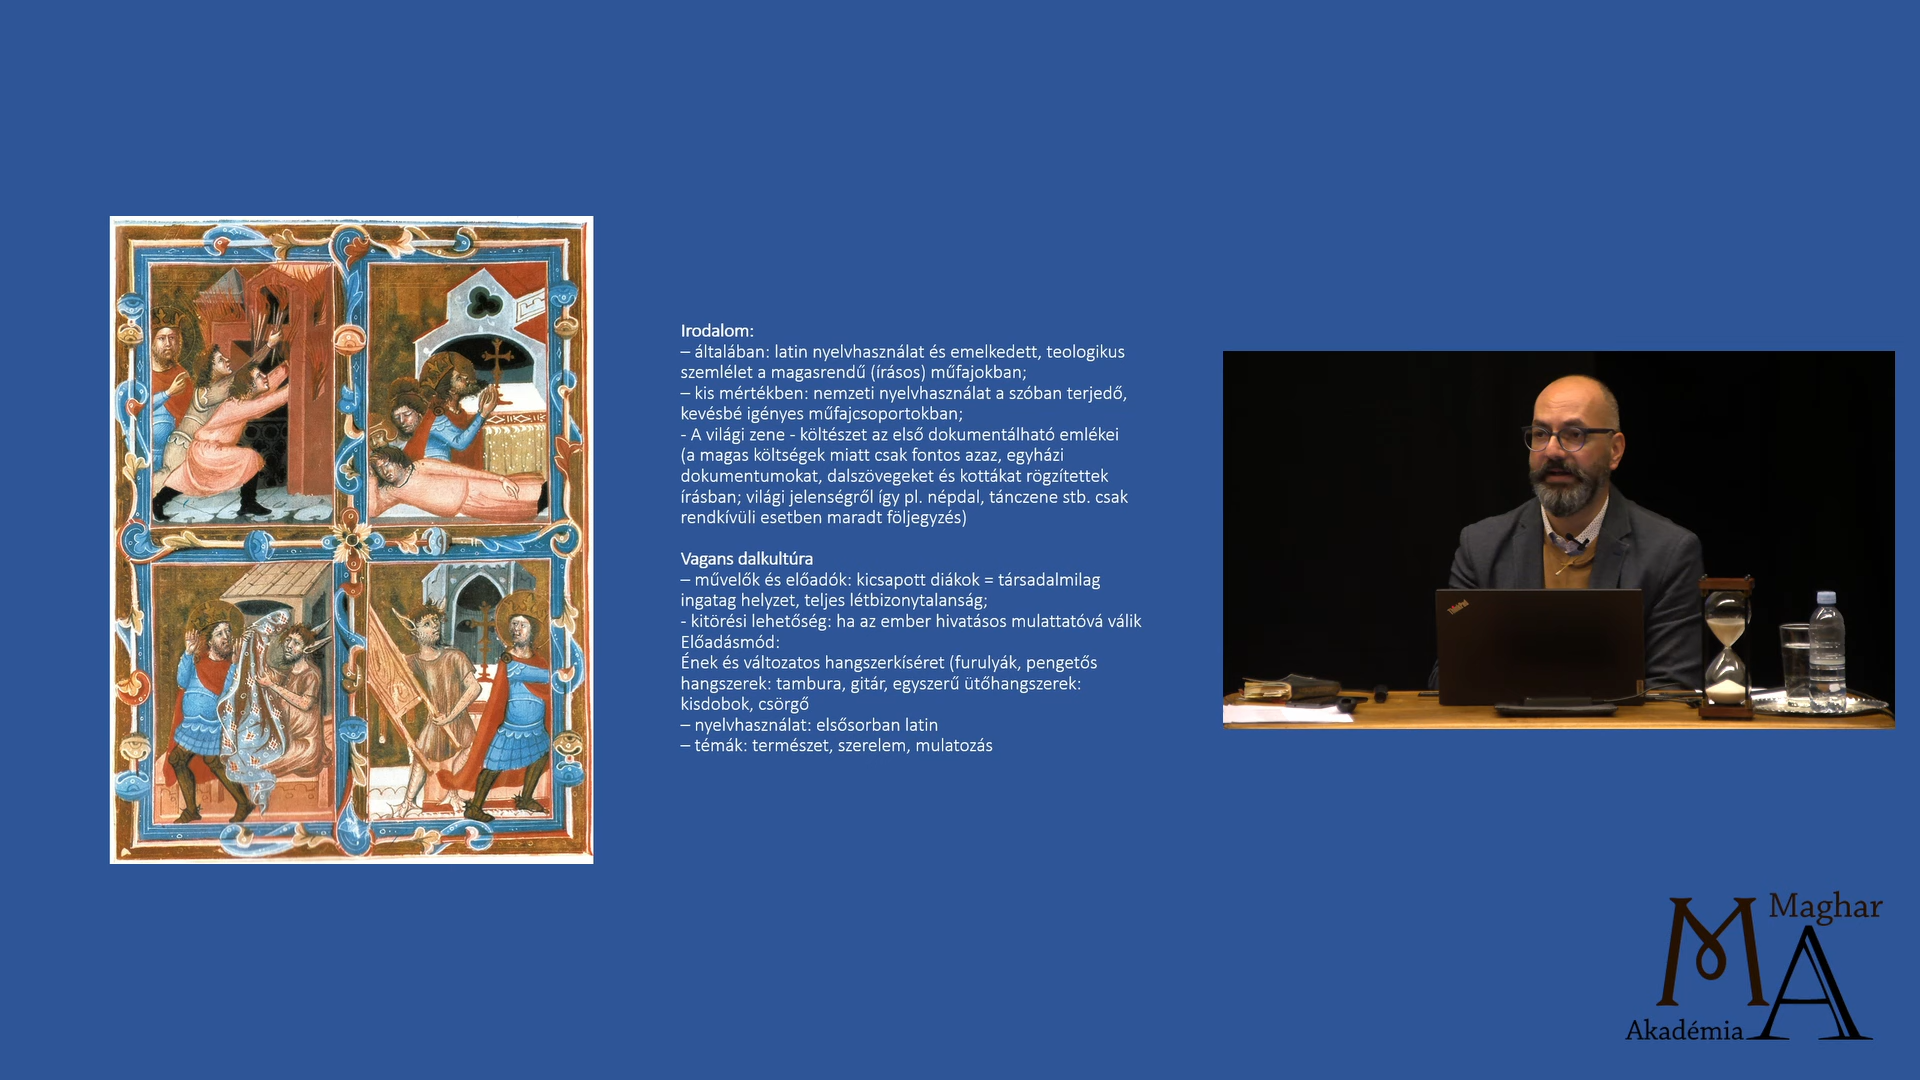 Irodalom:
– általában: latin nyelvhasználat és emelkedett, teologikus
szemlélet a magasrendű (írásos) műfajokban;
– kis mértékben: nemzeti nyelvhasználat a szóban terjedő,
kevésbé igényes műfajcsoportokban;
- A világi zene - költészet az első dokumentálható emlékei
(a magas költségek miatt csak fontos azaz, egyházi
dokumentumokat, dalszövegeket és kottákat rögzítettek
írásban; világi jelenségről így pl. népdal, tánczene stb. csak
rendkívüli esetben maradt följegyzés)
Vagans dalkultúra
– művelők és előadók: kicsapott diákok = társadalmilag
ingatag helyzet, teljes létbizonytalanság;
- kitörési lehetőség: ha az ember hivatásos mulattatóvá válik
Előadásmód:
Ének és változatos hangszerkíséret (furulyák, pengetős
hangszerek: tambura, gitár, egyszerű ütőhangszerek:
kisdobok, csörgő
– nyelvhasználat: elsősorban latin
– témák: természet, szerelem, mulatozás
ThinkPad
Maghar
MA
Akadémia